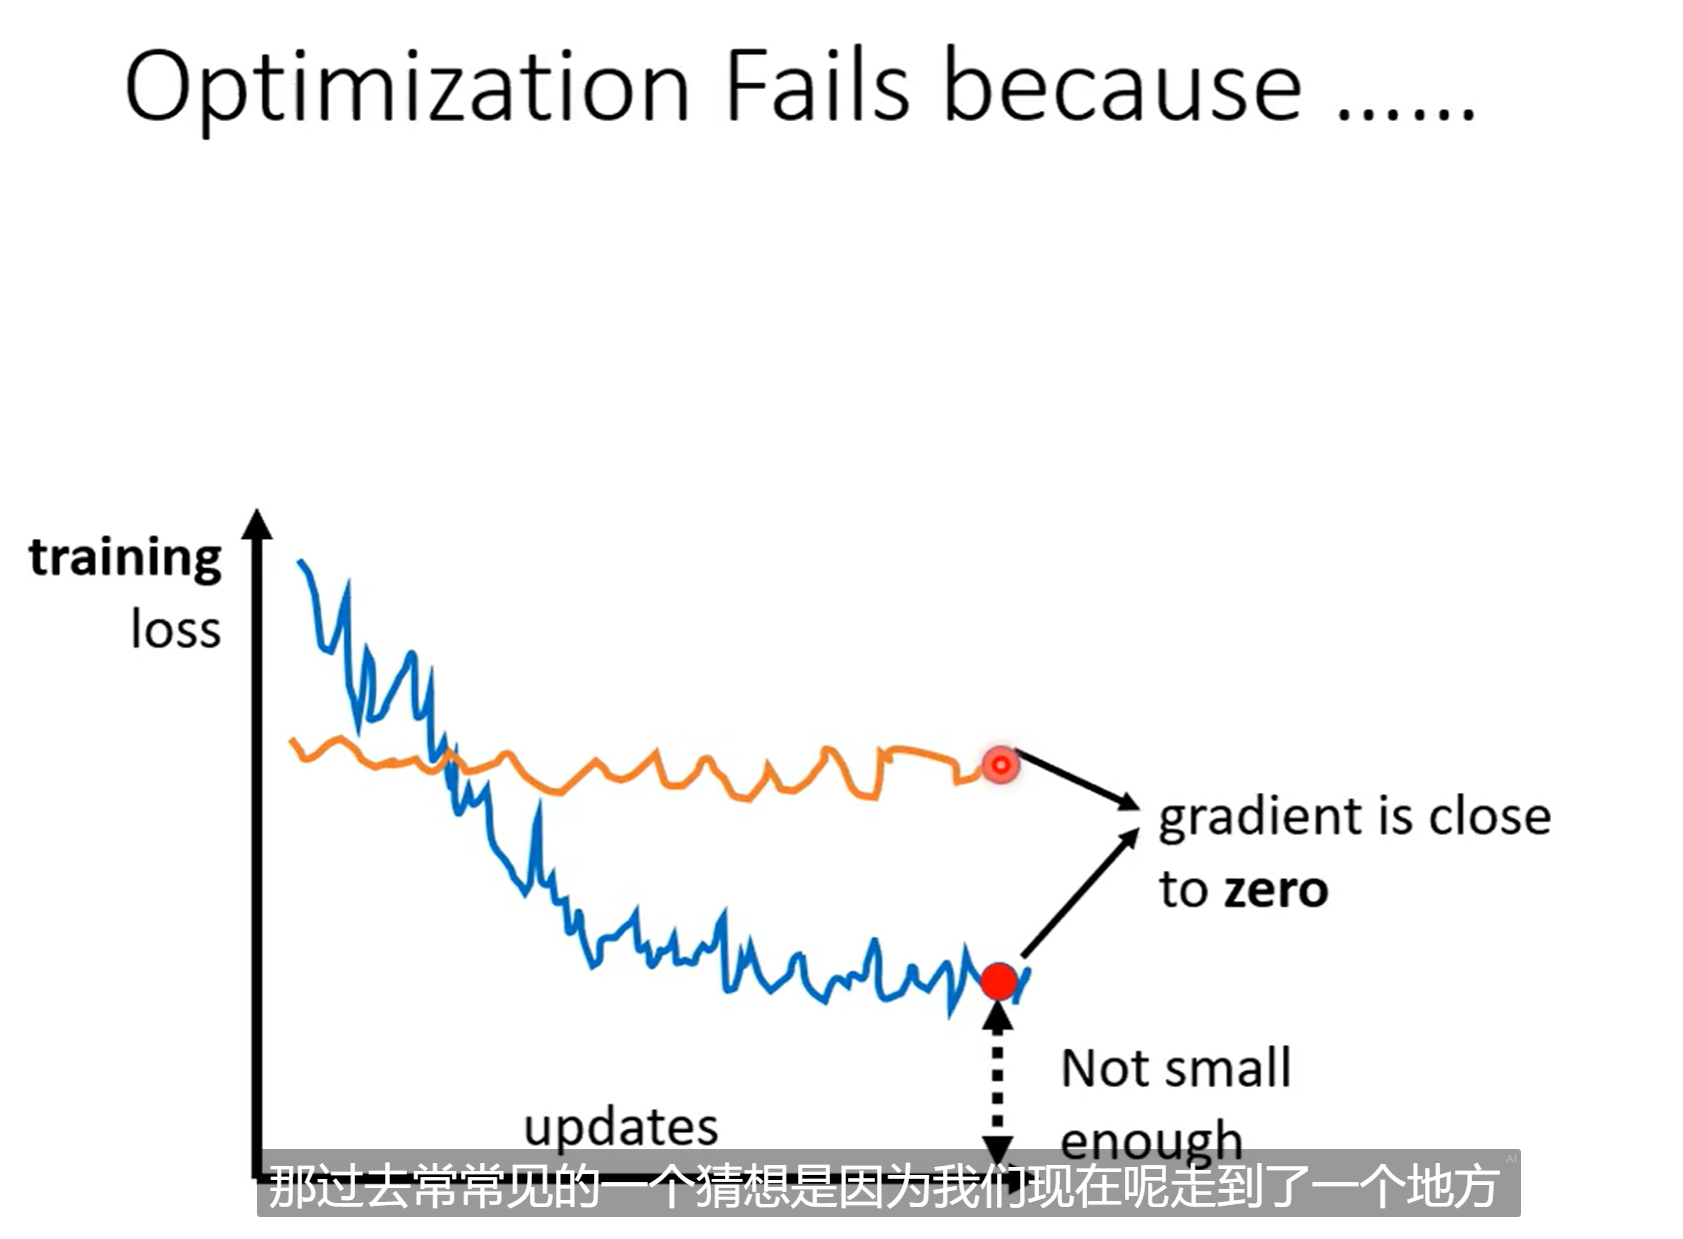 Optimization Fails because ......
training
loss
gradient is close
to zero
Not small
enough
updates
那过去常常见的一个猜想是因为我们现在呢走到了一个地方
AI